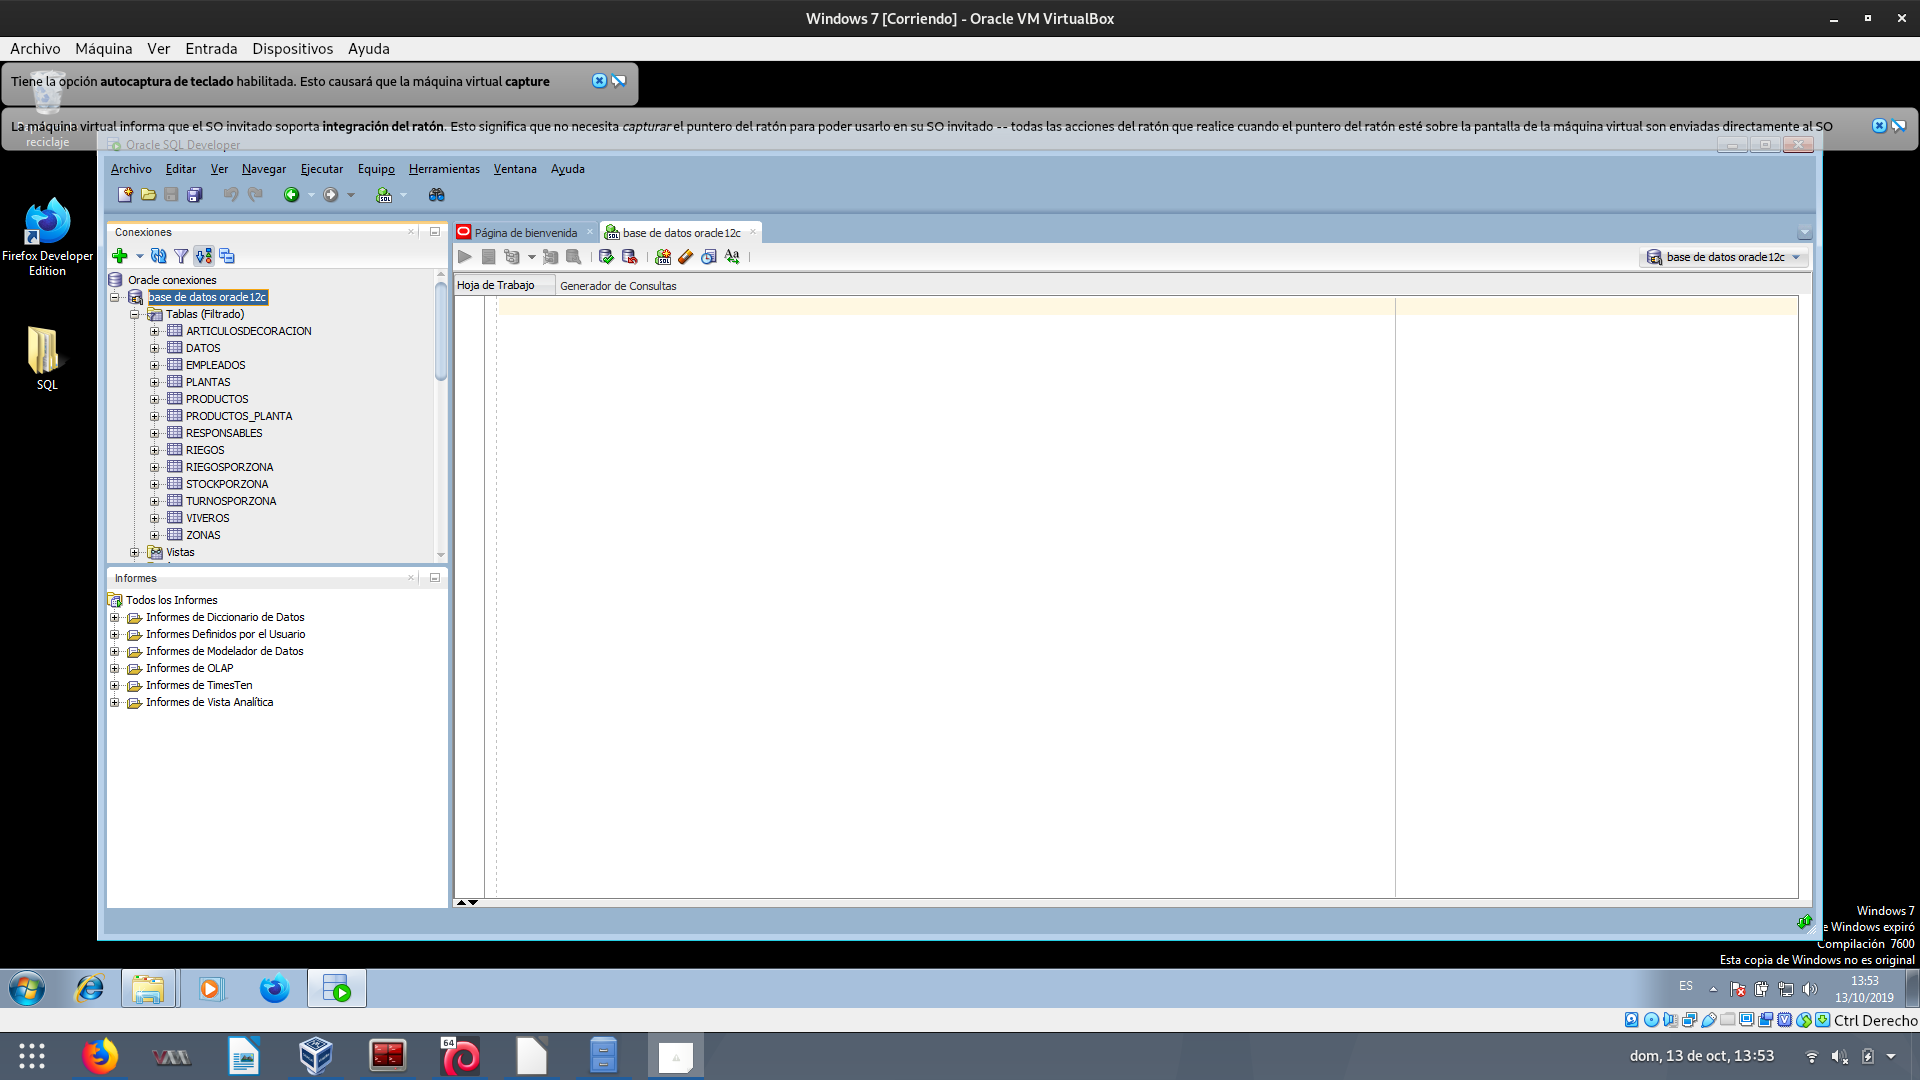 Windows 7 [Corriendo] - Oracle VM VirtualBox
Archivo Máquina Ver Entrada Dispositivos Ayuda
Tiene la opción autocaptura de teclado habilitada. Esto causará que la máquina virtual capture
La máquina virtual informa que el SO invitado soporta integración del ratón. Esto significa que no necesita capturar el puntero del ratón para poder usarlo en su SO invitado -- todas las acciones del ratón que realice cuando el puntero del ratón esté sobre la pantalla de la máquina virtual son enviadas directamente al SO
reciclaje
Oracle SQL Developer
Archivo Editar Ver Navegar Ejecutar Equipo Herramientas Ventana Ayuda
Firefox Developer
Edition
SQL
Conexiones
Oracle conexiones
base de datos oracle12c
Tablas (Filtrado)
ARTICULOSDECORACION
DATOS
EMPLEADOS
PLANTAS
PRODUCTOS
PRODUCTOS_PLANTA
RESPONSABLES
RIEGOS
RIEGOSPORZONA
STOCKPORZONA
TURNOSPORZONA
VIVEROS
ZONAS
Vistas
Informes
Todos los Informes
Informes de Diccionario de Datos
Informes Definidos por el Usuario
Informes de Modelador de Datos
Informes de OLAP
Informes de TimesTen
Informes de Vista Analítica
Página de bienvenida
base de datos oracle12c
SQL
Aa
base de datos oracle12c
Hoja de Trabajo
Generador de Consultas
Windows 7
e Windows expiró
Compilación 7600
Esta copia de Windows no es original
ES
13:53
13/10/2019
Ctrl Derecho
64
dom, 13 de oct, 13:53